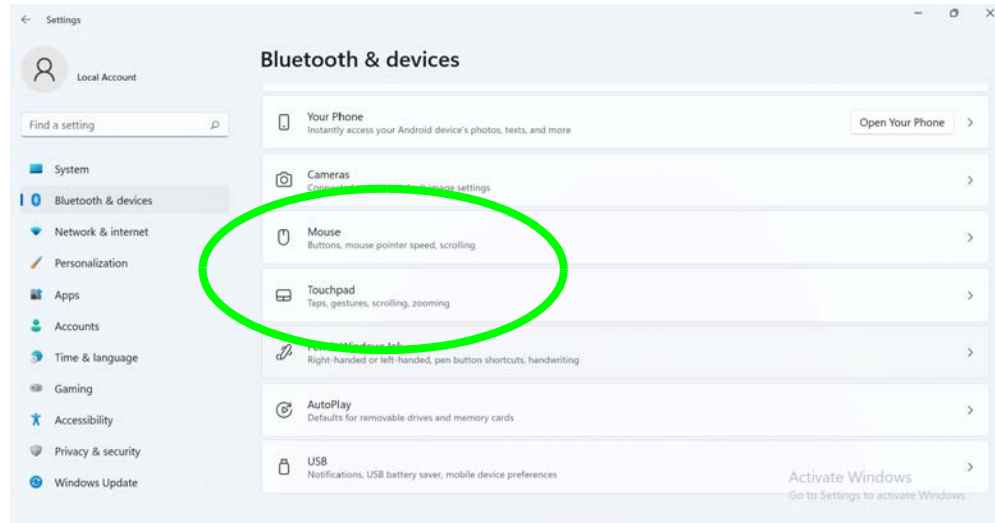 Settings
Local Account
Find a setting
System
Bluetooth & devices
Network & internet
Personalization
Apps
Accounts
Time & language
Gaming
Accessibility
Privacy & security
Windows Update
Bluetooth & devices
Your Phone
Instantly access your Android device's photos, texts, and more
Open Your Phone
Cameras
image settings
Mouse
Buttons, mouse pointer speed, scrolling
Touchpad
Taps, gestures, scrolling, zooming
Right-handed or left-handed, pen button shortcuts, handwriting
AutoPlay
Defaults for removable drives and memory cards
USB
Notifications, USB battery saver, mobile device preferences
Activate Windows
Go to Settings to activate Windows.